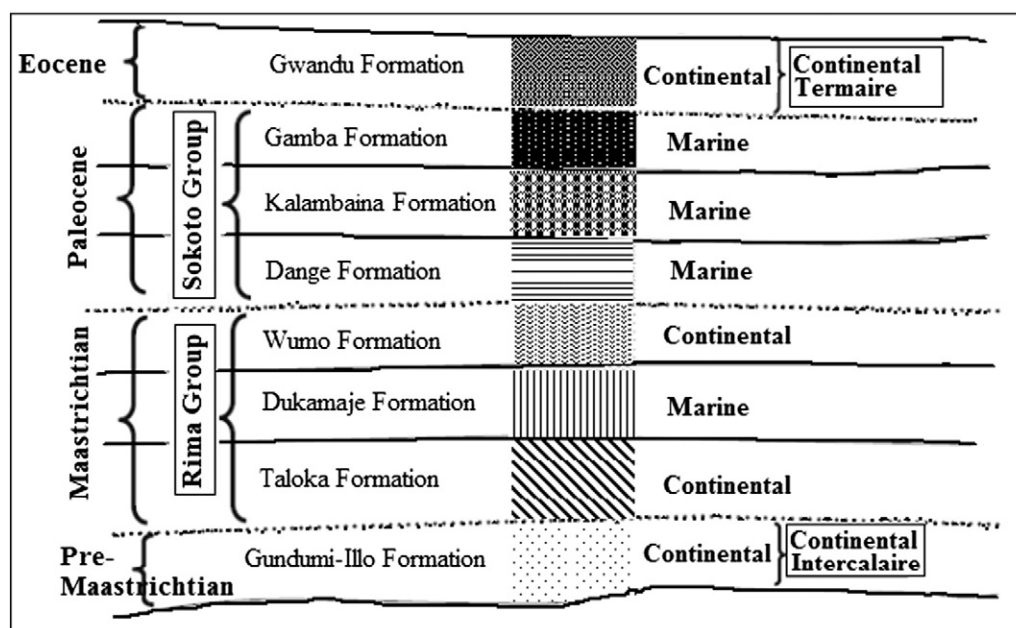 Eocene
Gwandu Formation
Continental
Continental
Termaire
Paleocene
Sokoto Group
Gamba Formation
Marine
Kalambaina Formation
Marine
Dange Formation
Marine
Maastrichtian
Rima Group
Wumo Formation
Continental
Dukamaje Formation
Marine
Taloka Formation
Continental
Pre-
Maastrichtian
Gundumi-Illo Formation
Continental
Continental
Intercalaire